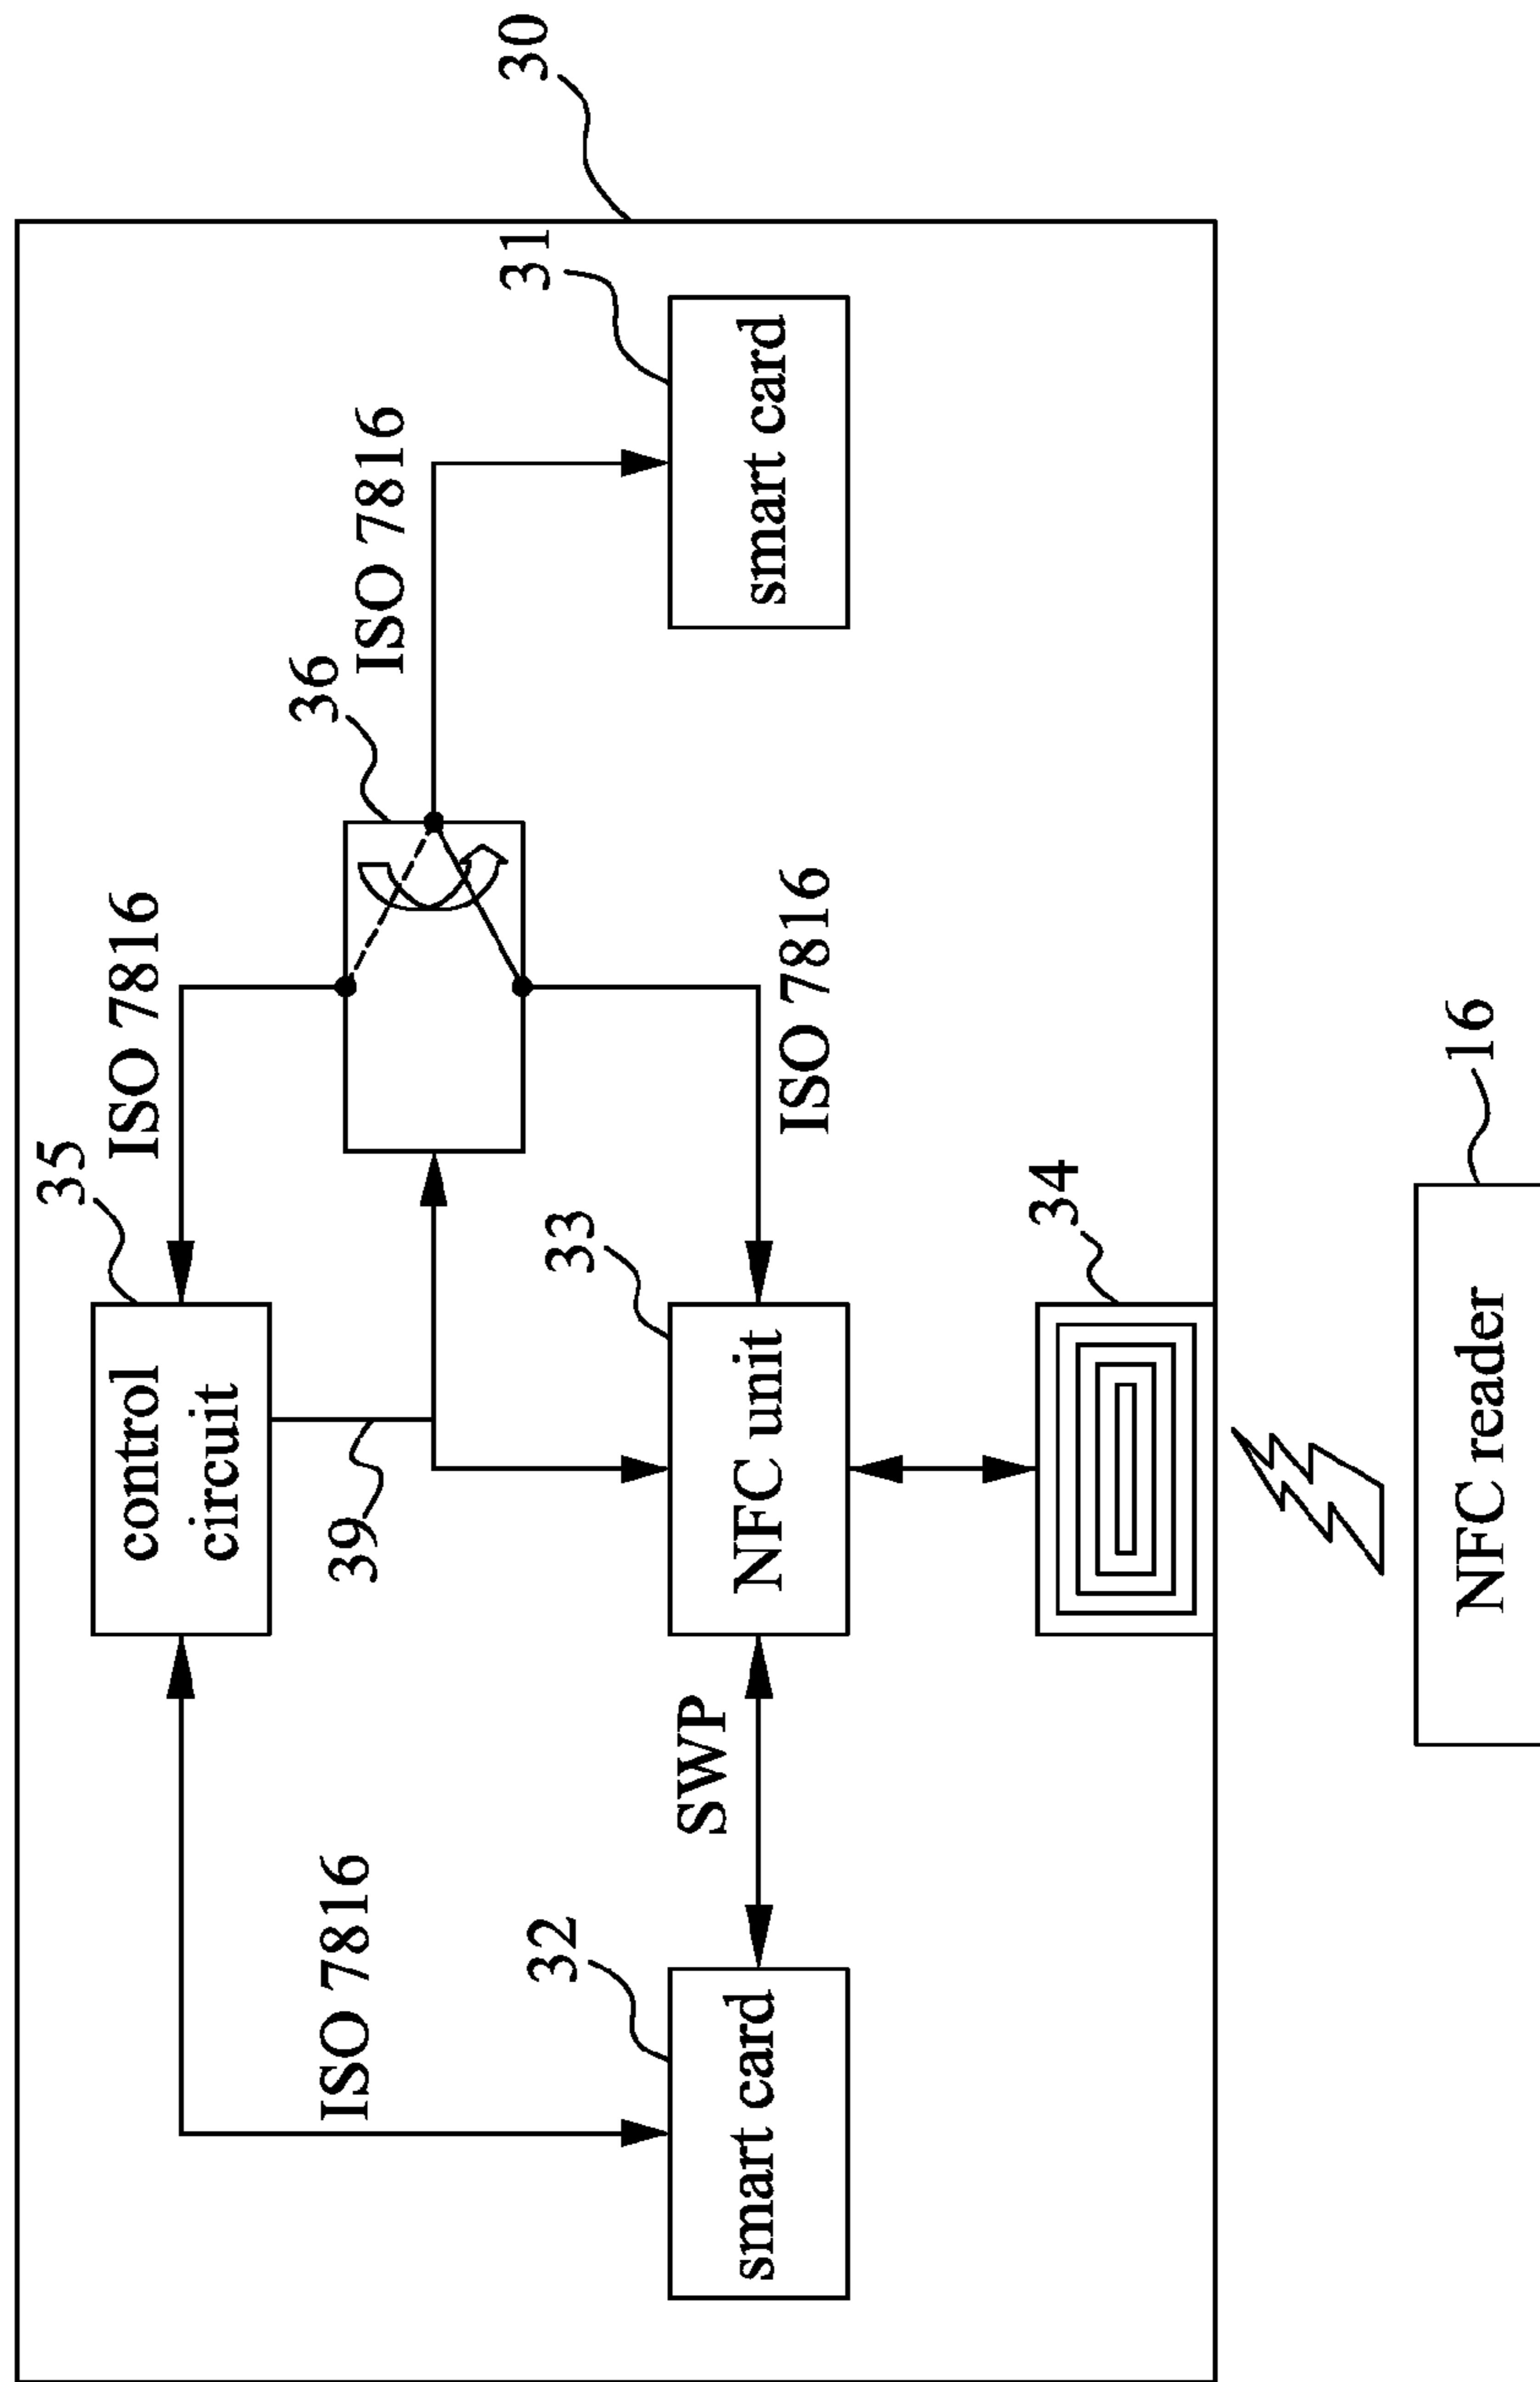 30
35
control
circuit
ISO 7816
36
ISO 7816
ISO 7816
39
32
smart card
SWP
33
NFC unit
ISO 7816
31
smart card
34
NFC reader
16